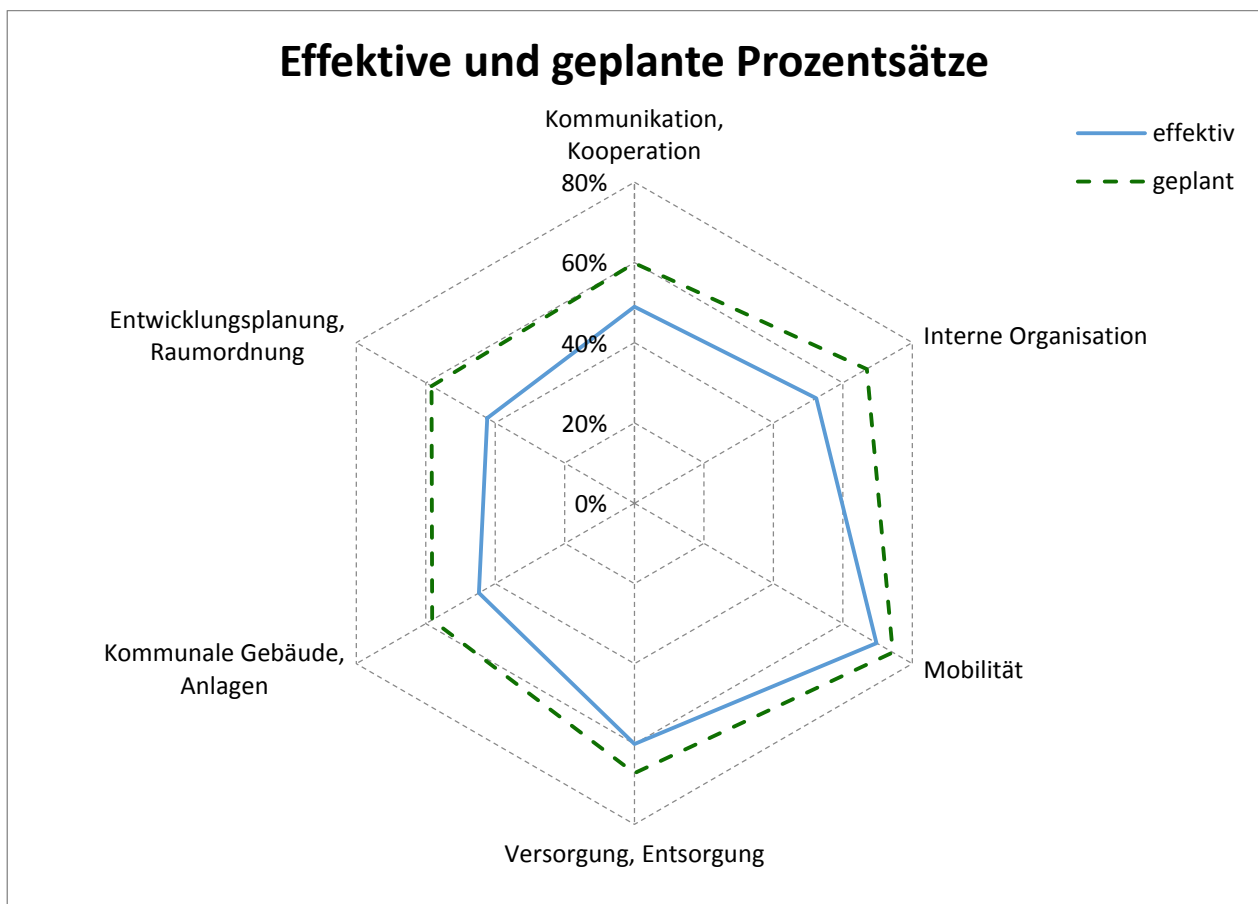 Effektive und geplante Prozentsätze
Kommunikation,
Kooperation
effektiv
geplant
80%
60%
40%
20%
0%
Entwicklungsplanung,
Raumordnung
Interne Organisation
Kommunale Gebäude,
Anlagen
Mobilität
Versorgung, Entsorgung